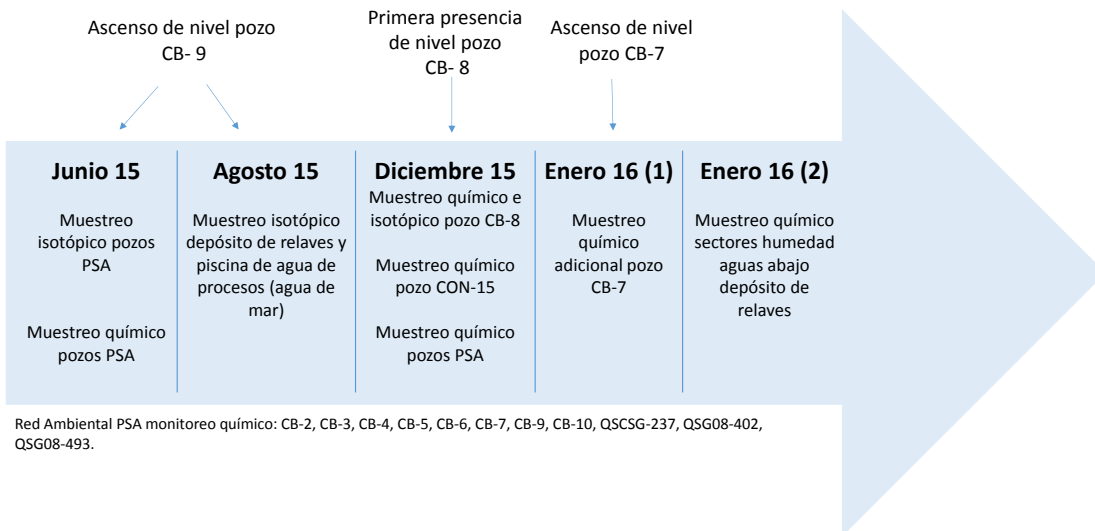 Ascenso de nivel pozo
CB- 9
Primera presencia
de nivel pozo
CB- 8
Ascenso de nivel
pozo CB-7
Junio 15
Muestreo
isotópico pozos
PSA
Muestreo químico
pozos PSA
Agosto 15
Muestreo isotópico
depósito de relaves y
piscina de agua de
procesos (agua de
mar)
Diciembre 15
Muestreo químico e
isotópico pozo CB-8
Muestreo químico
pozo CON-15
Muestreo químico
pozos PSA
Enero 16 (1)
Muestreo
químico
adicional pozo
CB-7
Enero 16 (2)
Muestreo químico
sectores humedad
aguas abajo
depósito de
relaves
Red Ambiental PSA monitoreo químico: CB-2, CB-3, CB-4, CB-5, CB-6, CB-7, CB-9, CB-10, QSCSG-237, QSG08-402,
QSG08-493.